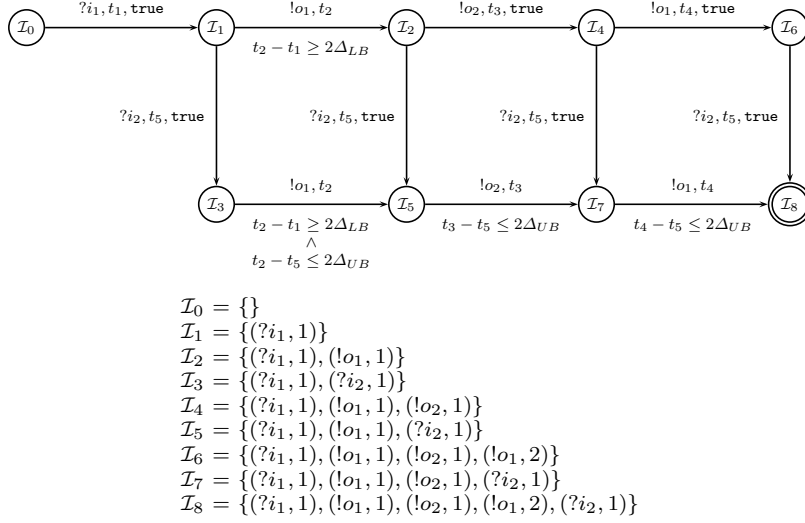 ?i₁, t₁, true
!o₁, t₂
!o₂, t₃, true
!o₁, t₄, true
ℐ₀
ℐ₁
ℐ₂
ℐ₄
ℐ₆
t₂ − t₁ ≥ 2Δ_LB
?i₂, t₅, true
?i₂, t₅, true
?i₂, t₅, true
?i₂, t₅, true
!o₁, t₂
!o₂, t₃
!o₁, t₄
ℐ₃
ℐ₅
ℐ₇
ℐ₈
t₂ − t₁ ≥ 2Δ_LB
∧
t₂ − t₅ ≤ 2Δ_UB
t₃ − t₅ ≤ 2Δ_UB
t₄ − t₅ ≤ 2Δ_UB
ℐ₀ = {}
ℐ₁ = {(?i₁, 1)}
ℐ₂ = {(?i₁, 1), (!o₁, 1)}
ℐ₃ = {(?i₁, 1), (?i₂, 1)}
ℐ₄ = {(?i₁, 1), (!o₁, 1), (!o₂, 1)}
ℐ₅ = {(?i₁, 1), (!o₁, 1), (?i₂, 1)}
ℐ₆ = {(?i₁, 1), (!o₁, 1), (!o₂, 1), (!o₁, 2)}
ℐ₇ = {(?i₁, 1), (!o₁, 1), (!o₂, 1), (?i₂, 1)}
ℐ₈ = {(?i₁, 1), (!o₁, 1), (!o₂, 1), (!o₁, 2), (?i₂, 1)}